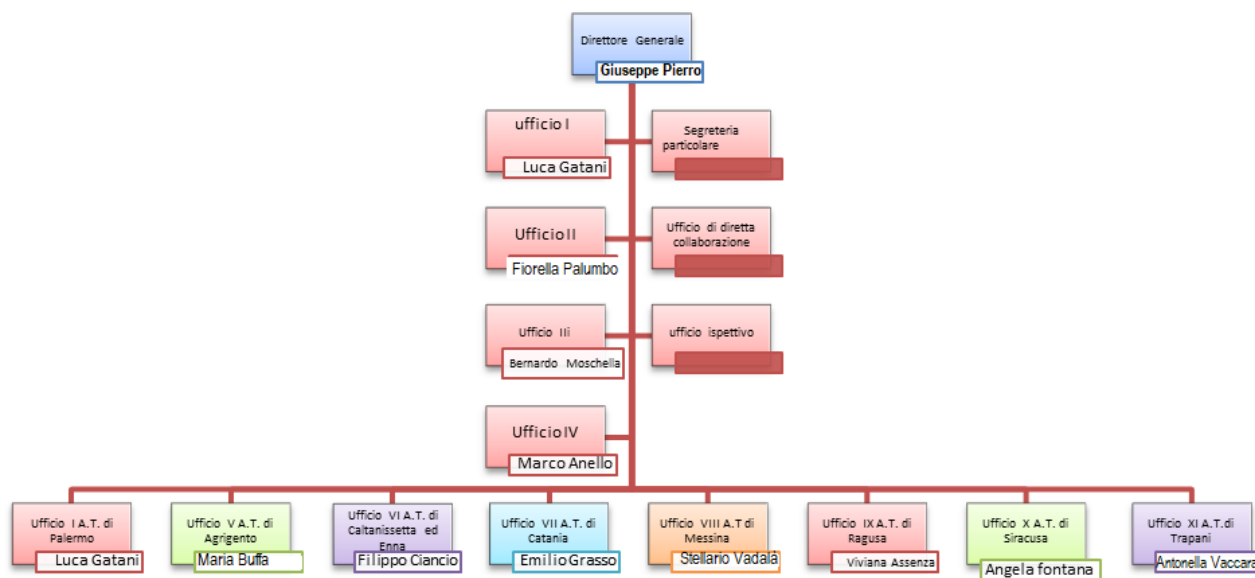 Direttore Generale
Giuseppe Pierro
ufficio I
Luca Gatani
Segreteria
particolare
Ufficio II
Fiorella Palumbo
Ufficio di diretta
collaborazione
Ufficio IIi
Bernardo Moschella
ufficio ispettivo
Ufficio IV
Marco Anello
Ufficio I A.T. di
Palermo
Luca Gatani
Ufficio V A.T. di
Agrigento
Maria Buffa
Ufficio VI A.T. di
Caltanissetta ed
Enna
Filippo Ciancio
Ufficio VII A.T. di
Catania
Emilio Grasso
Ufficio VIII A.T di
Messina
Stellario Vadalà
Ufficio IX A.T. di
Ragusa
Viviana Assenza
Ufficio X A.T. di
Siracusa
Angela fontana
Ufficio XI A.T.di
Trapani
Antonella Vaccara